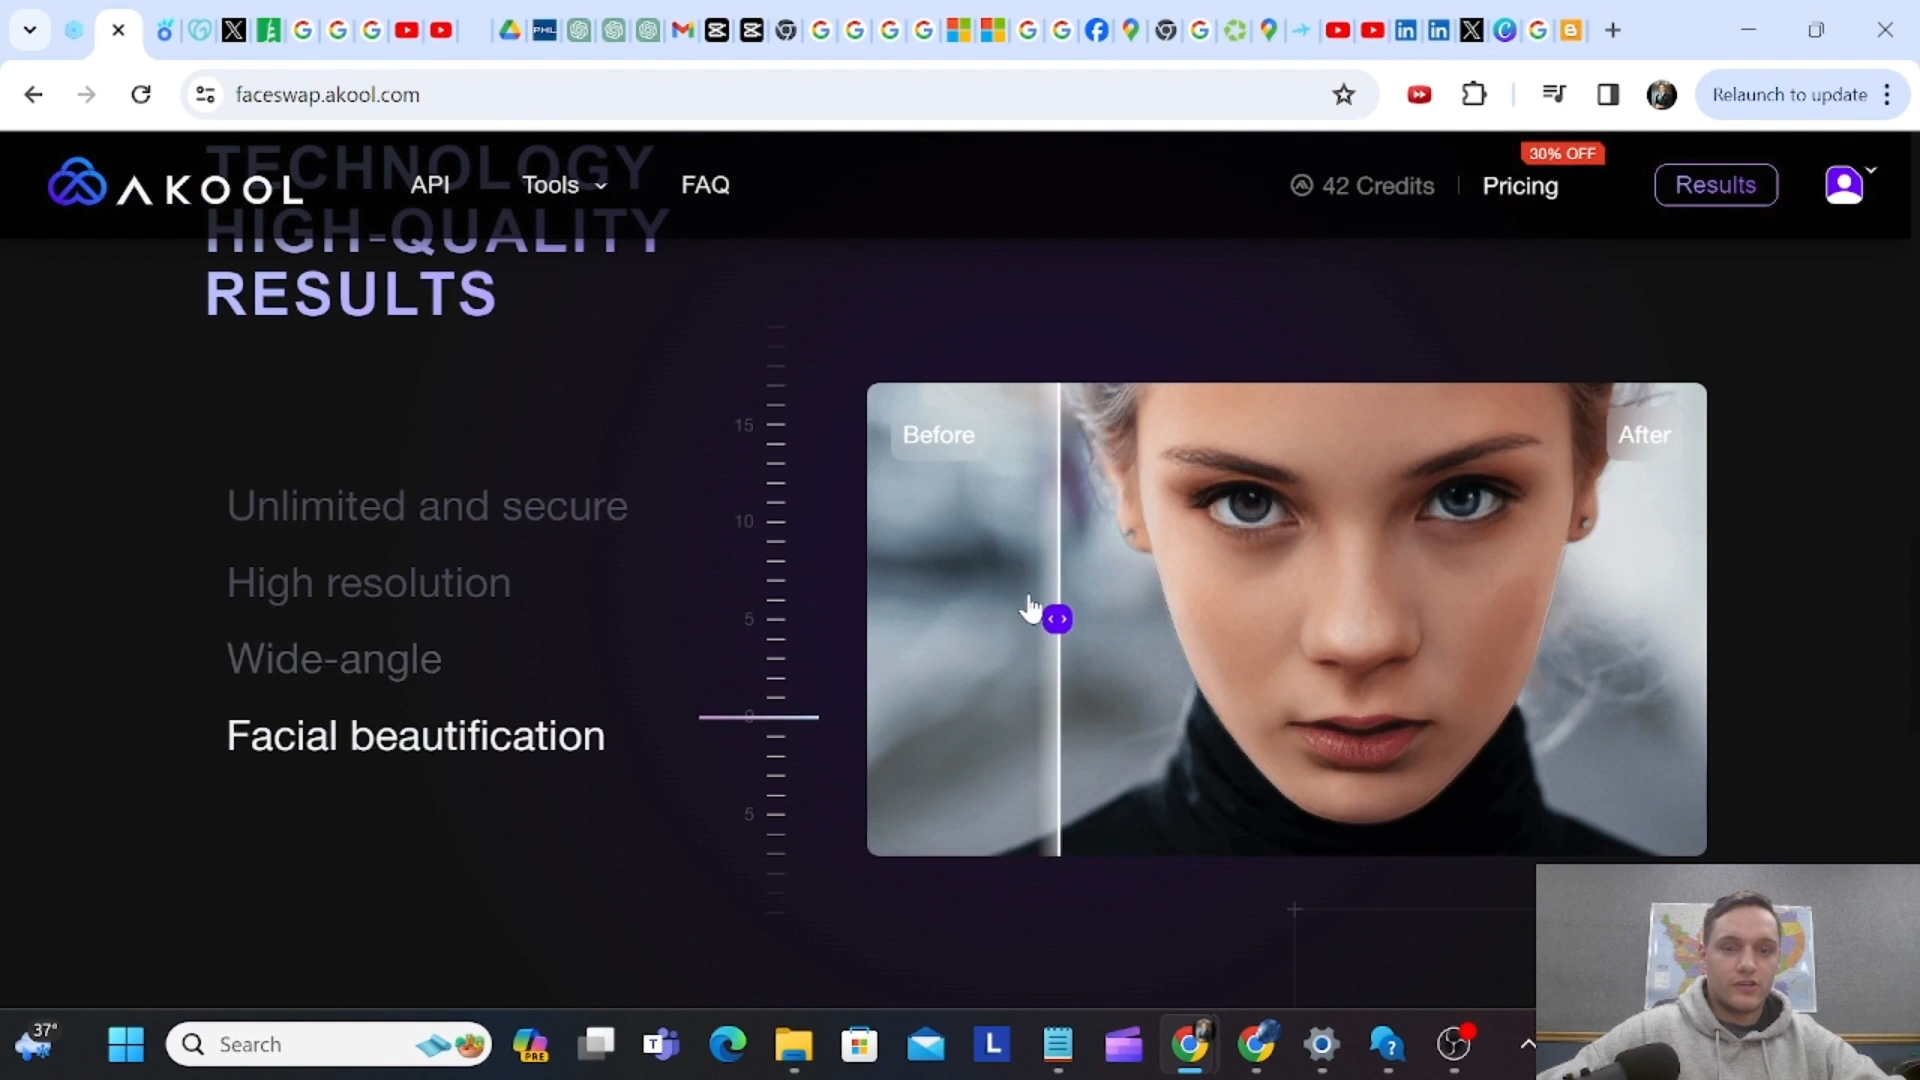 PHL
faceswap.akool.com
Relaunch to update
TECHNOLOGY
HIGH-QUALITY
RESULTS
AKOOL
API
Tools
FAQ
42 Credits
30% OFF
Pricing
Results
15
10
5
0
5
Unlimited and secure
High resolution
Wide-angle
Facial beautification
Before
After
37°
Search
PRE
T
L